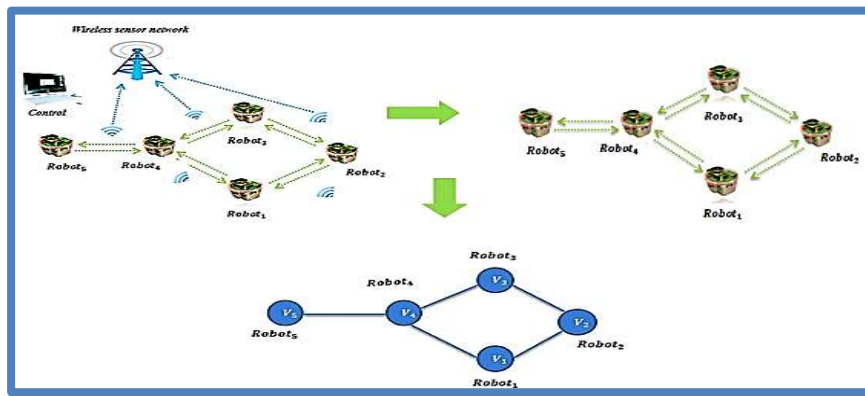 Wireless sensor network
Control
Robot₃
Robot₅
Robot₄
Robot₂
Robot₁
Robot₃
Robot₅
Robot₄
Robot₂
Robot₁
Robot₃
Robot₄
V₃
V₅
V₄
V₂
Robot₅
Robot₂
V₁
Robot₁